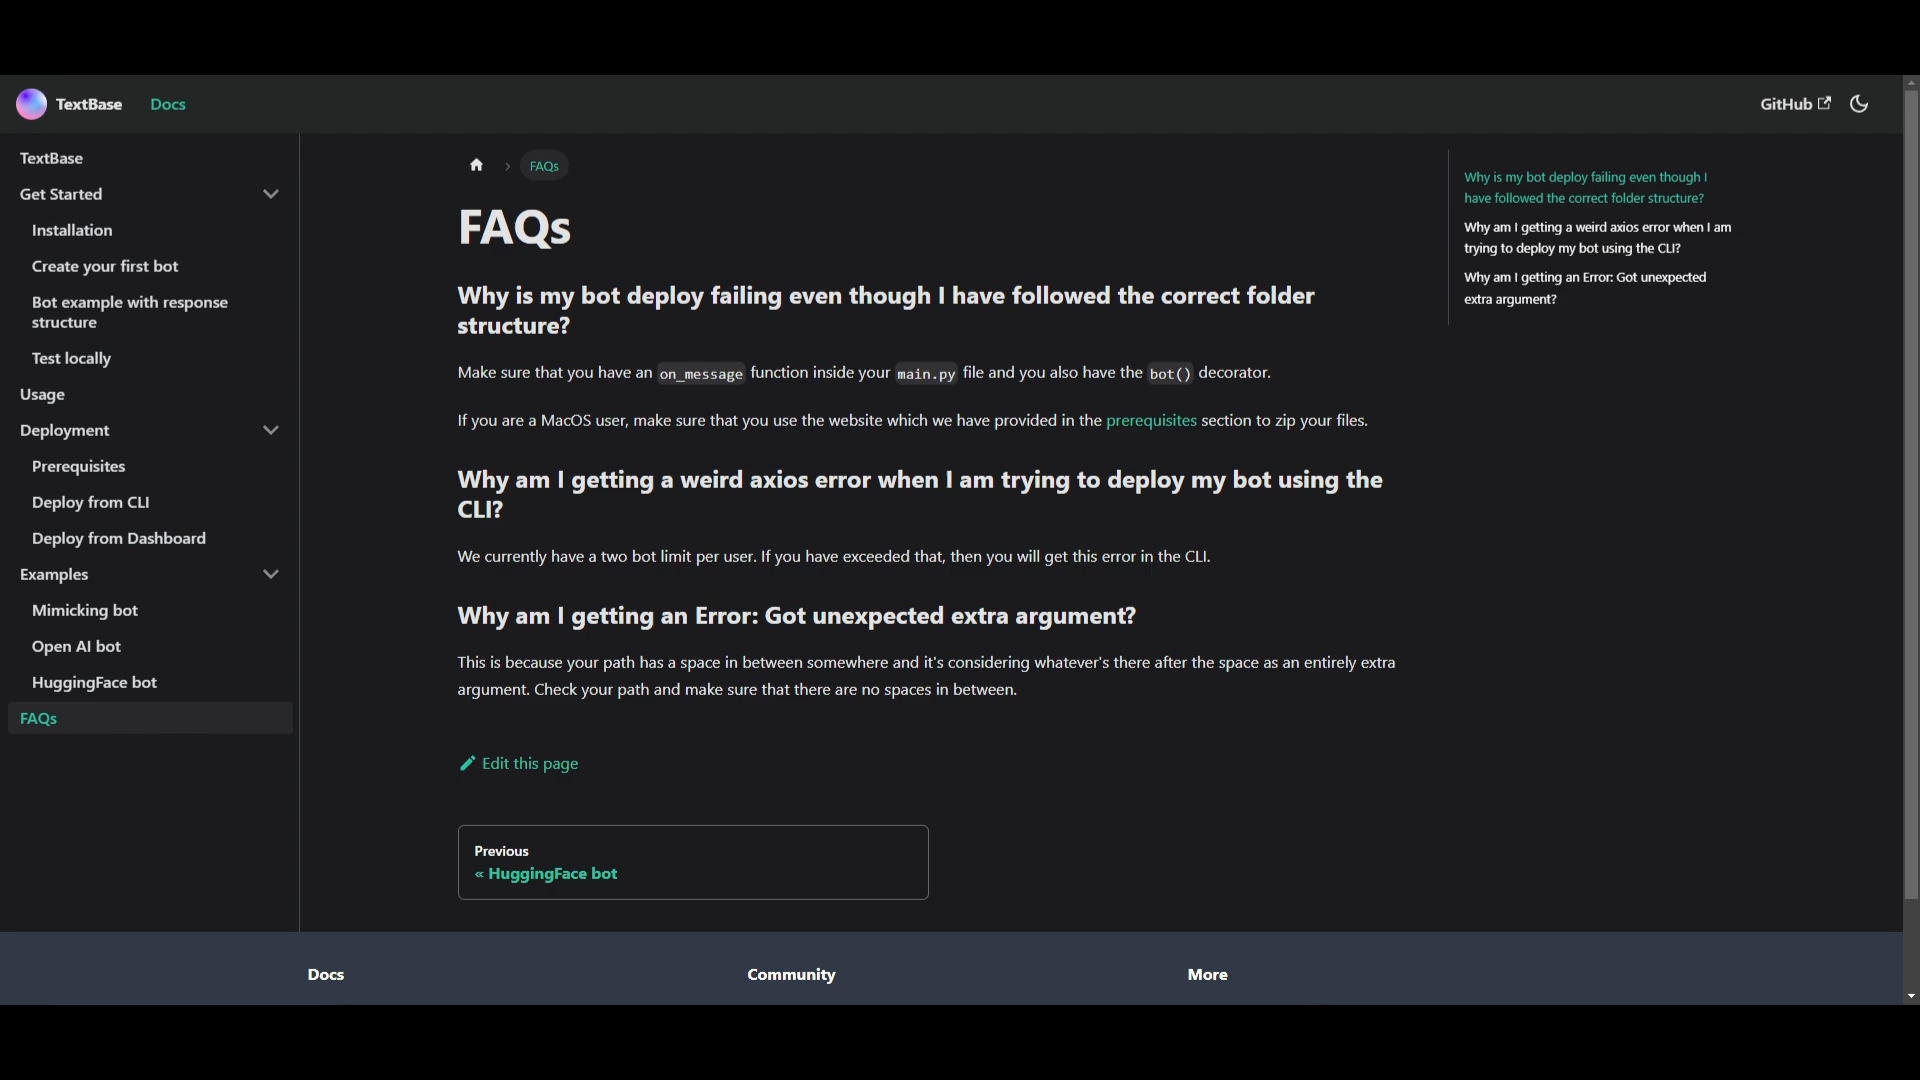 TextBase
Docs
GitHub
TextBase
Get Started
Installation
Create your first bot
Bot example with response
structure
Test locally
Usage
Deployment
Prerequisites
Deploy from CLI
Deploy from Dashboard
Examples
Mimicking bot
Open AI bot
HuggingFace bot
FAQs
FAQs
FAQs
Why is my bot deploy failing even though I have followed the correct folder
structure?
Make sure that you have an on_message function inside your main.py file and you also have the bot() decorator.
If you are a MacOS user, make sure that you use the website which we have provided in the prerequisites section to zip your files.
Why am I getting a weird axios error when I am trying to deploy my bot using the
CLI?
We currently have a two bot limit per user. If you have exceeded that, then you will get this error in the CLI.
Why am I getting an Error: Got unexpected extra argument?
This is because your path has a space in between somewhere and it's considering whatever's there after the space as an entirely extra
argument. Check your path and make sure that there are no spaces in between.
Edit this page
Previous
« HuggingFace bot
Why is my bot deploy failing even though I
have followed the correct folder structure?
Why am I getting a weird axios error when I am
trying to deploy my bot using the CLI?
Why am I getting an Error: Got unexpected
extra argument?
Docs
Community
More